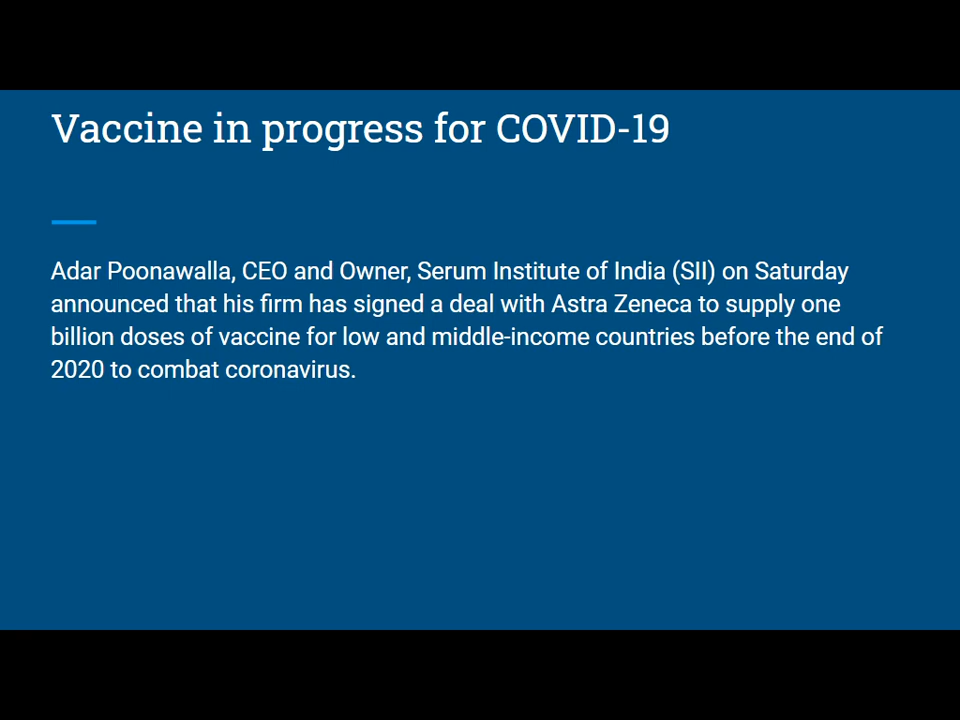 Vaccine in progress for COVID-19
Adar Poonawalla, CEO and Owner, Serum Institute of India (SII) on Saturday
announced that his firm has signed a deal with Astra Zeneca to supply one
billion doses of vaccine for low and middle-income countries before the end of
2020 to combat coronavirus.